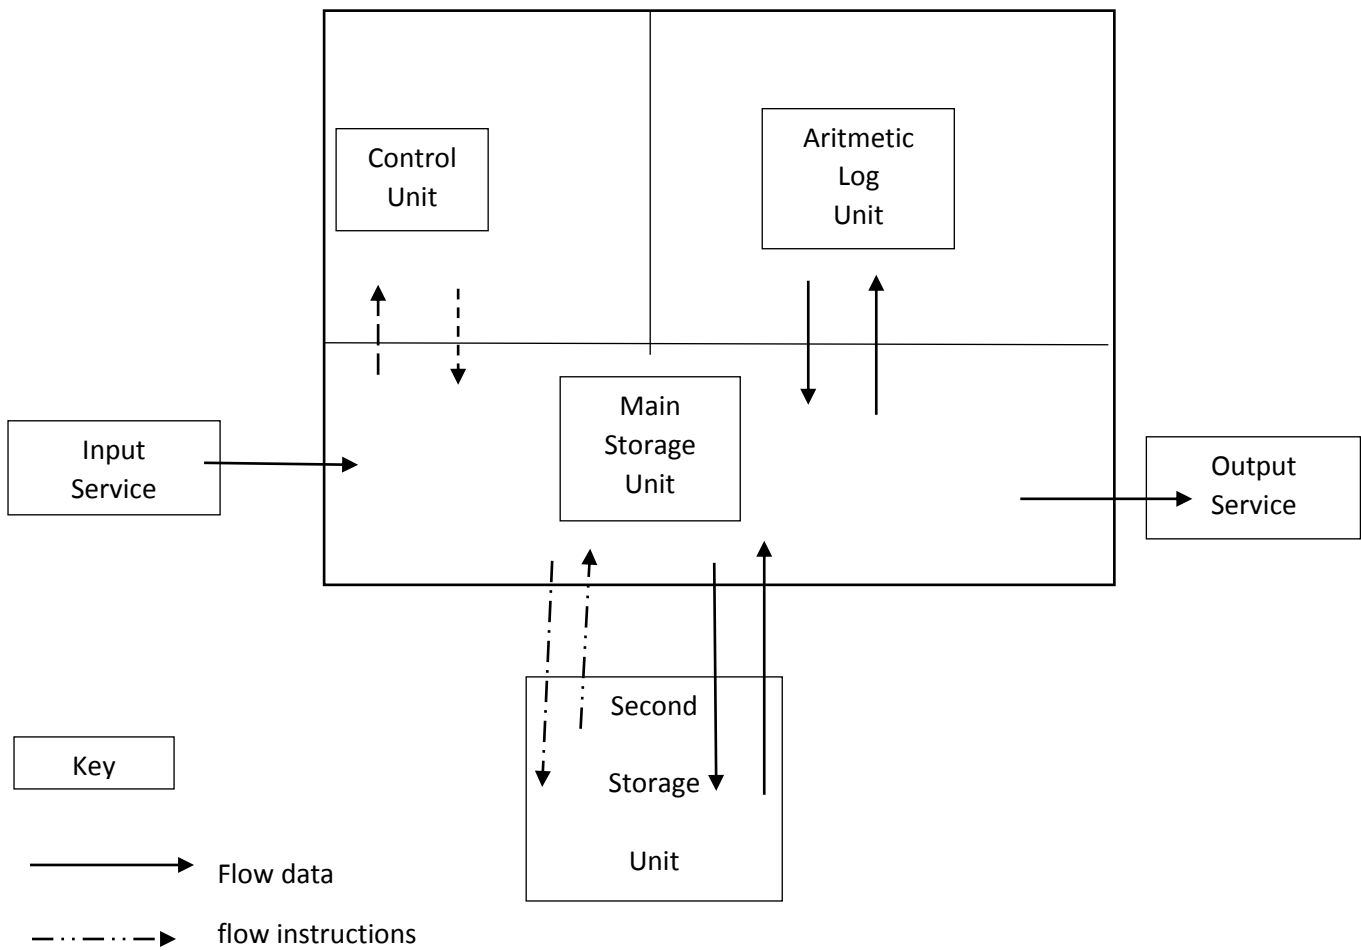 Control
Unit
Aritmetic
Log
Unit
Main
Storage
Unit
Input
Service
Output
Service
Second
Storage
Unit
Key
Flow data
flow instructions